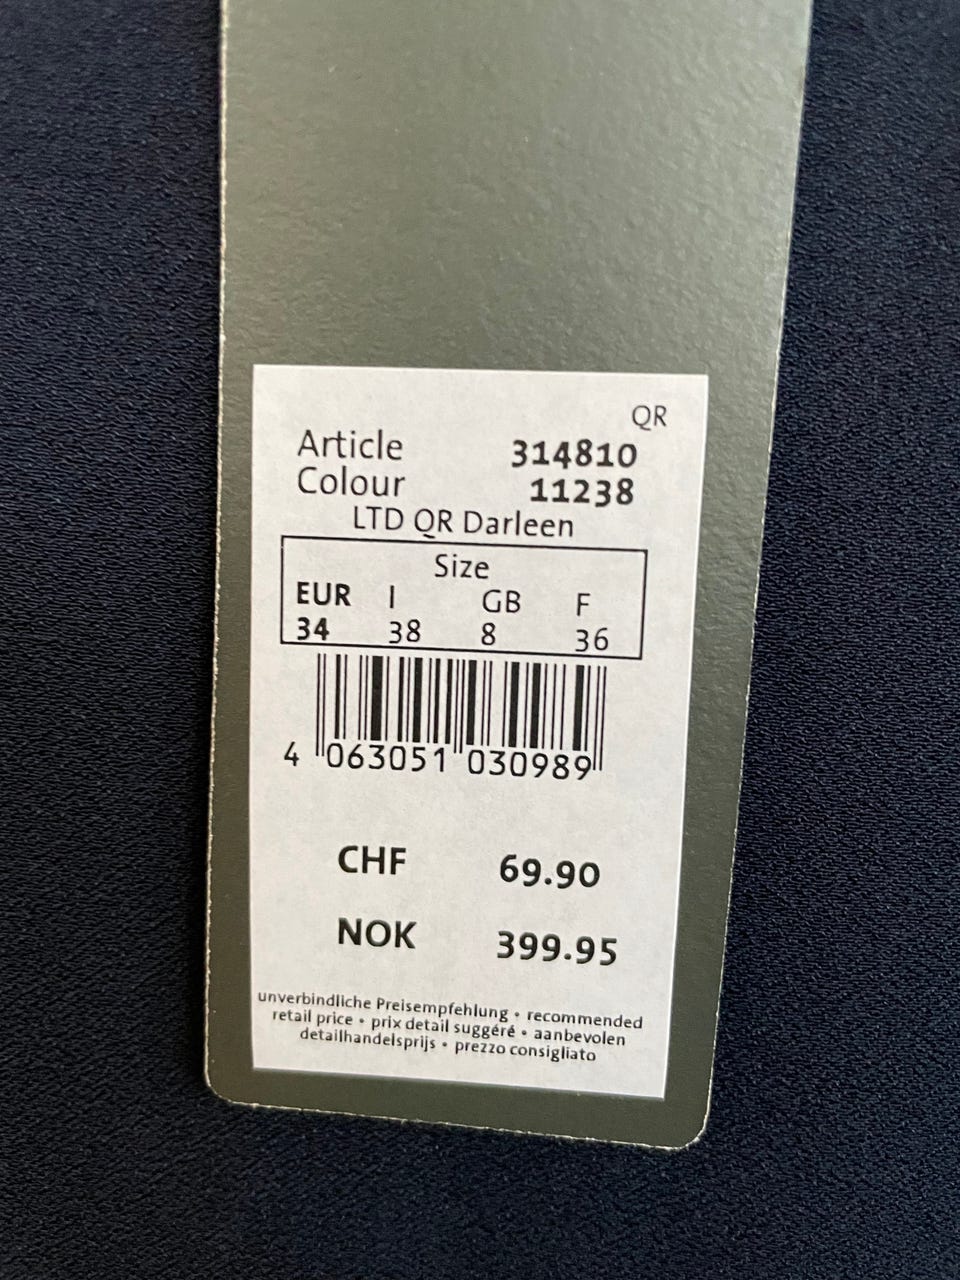 QR
Article 314810
Colour 11238
LTD QR Darleen
Size
EUR I GB F
34 38 8 36
4 063051 030989
CHF 69.90
NOK 399.95
unverbindliche Preisempfehlung • recommended
retail price • prix detail suggéré • aanbevolen
detailhandelsprijs • prezzo consigliato